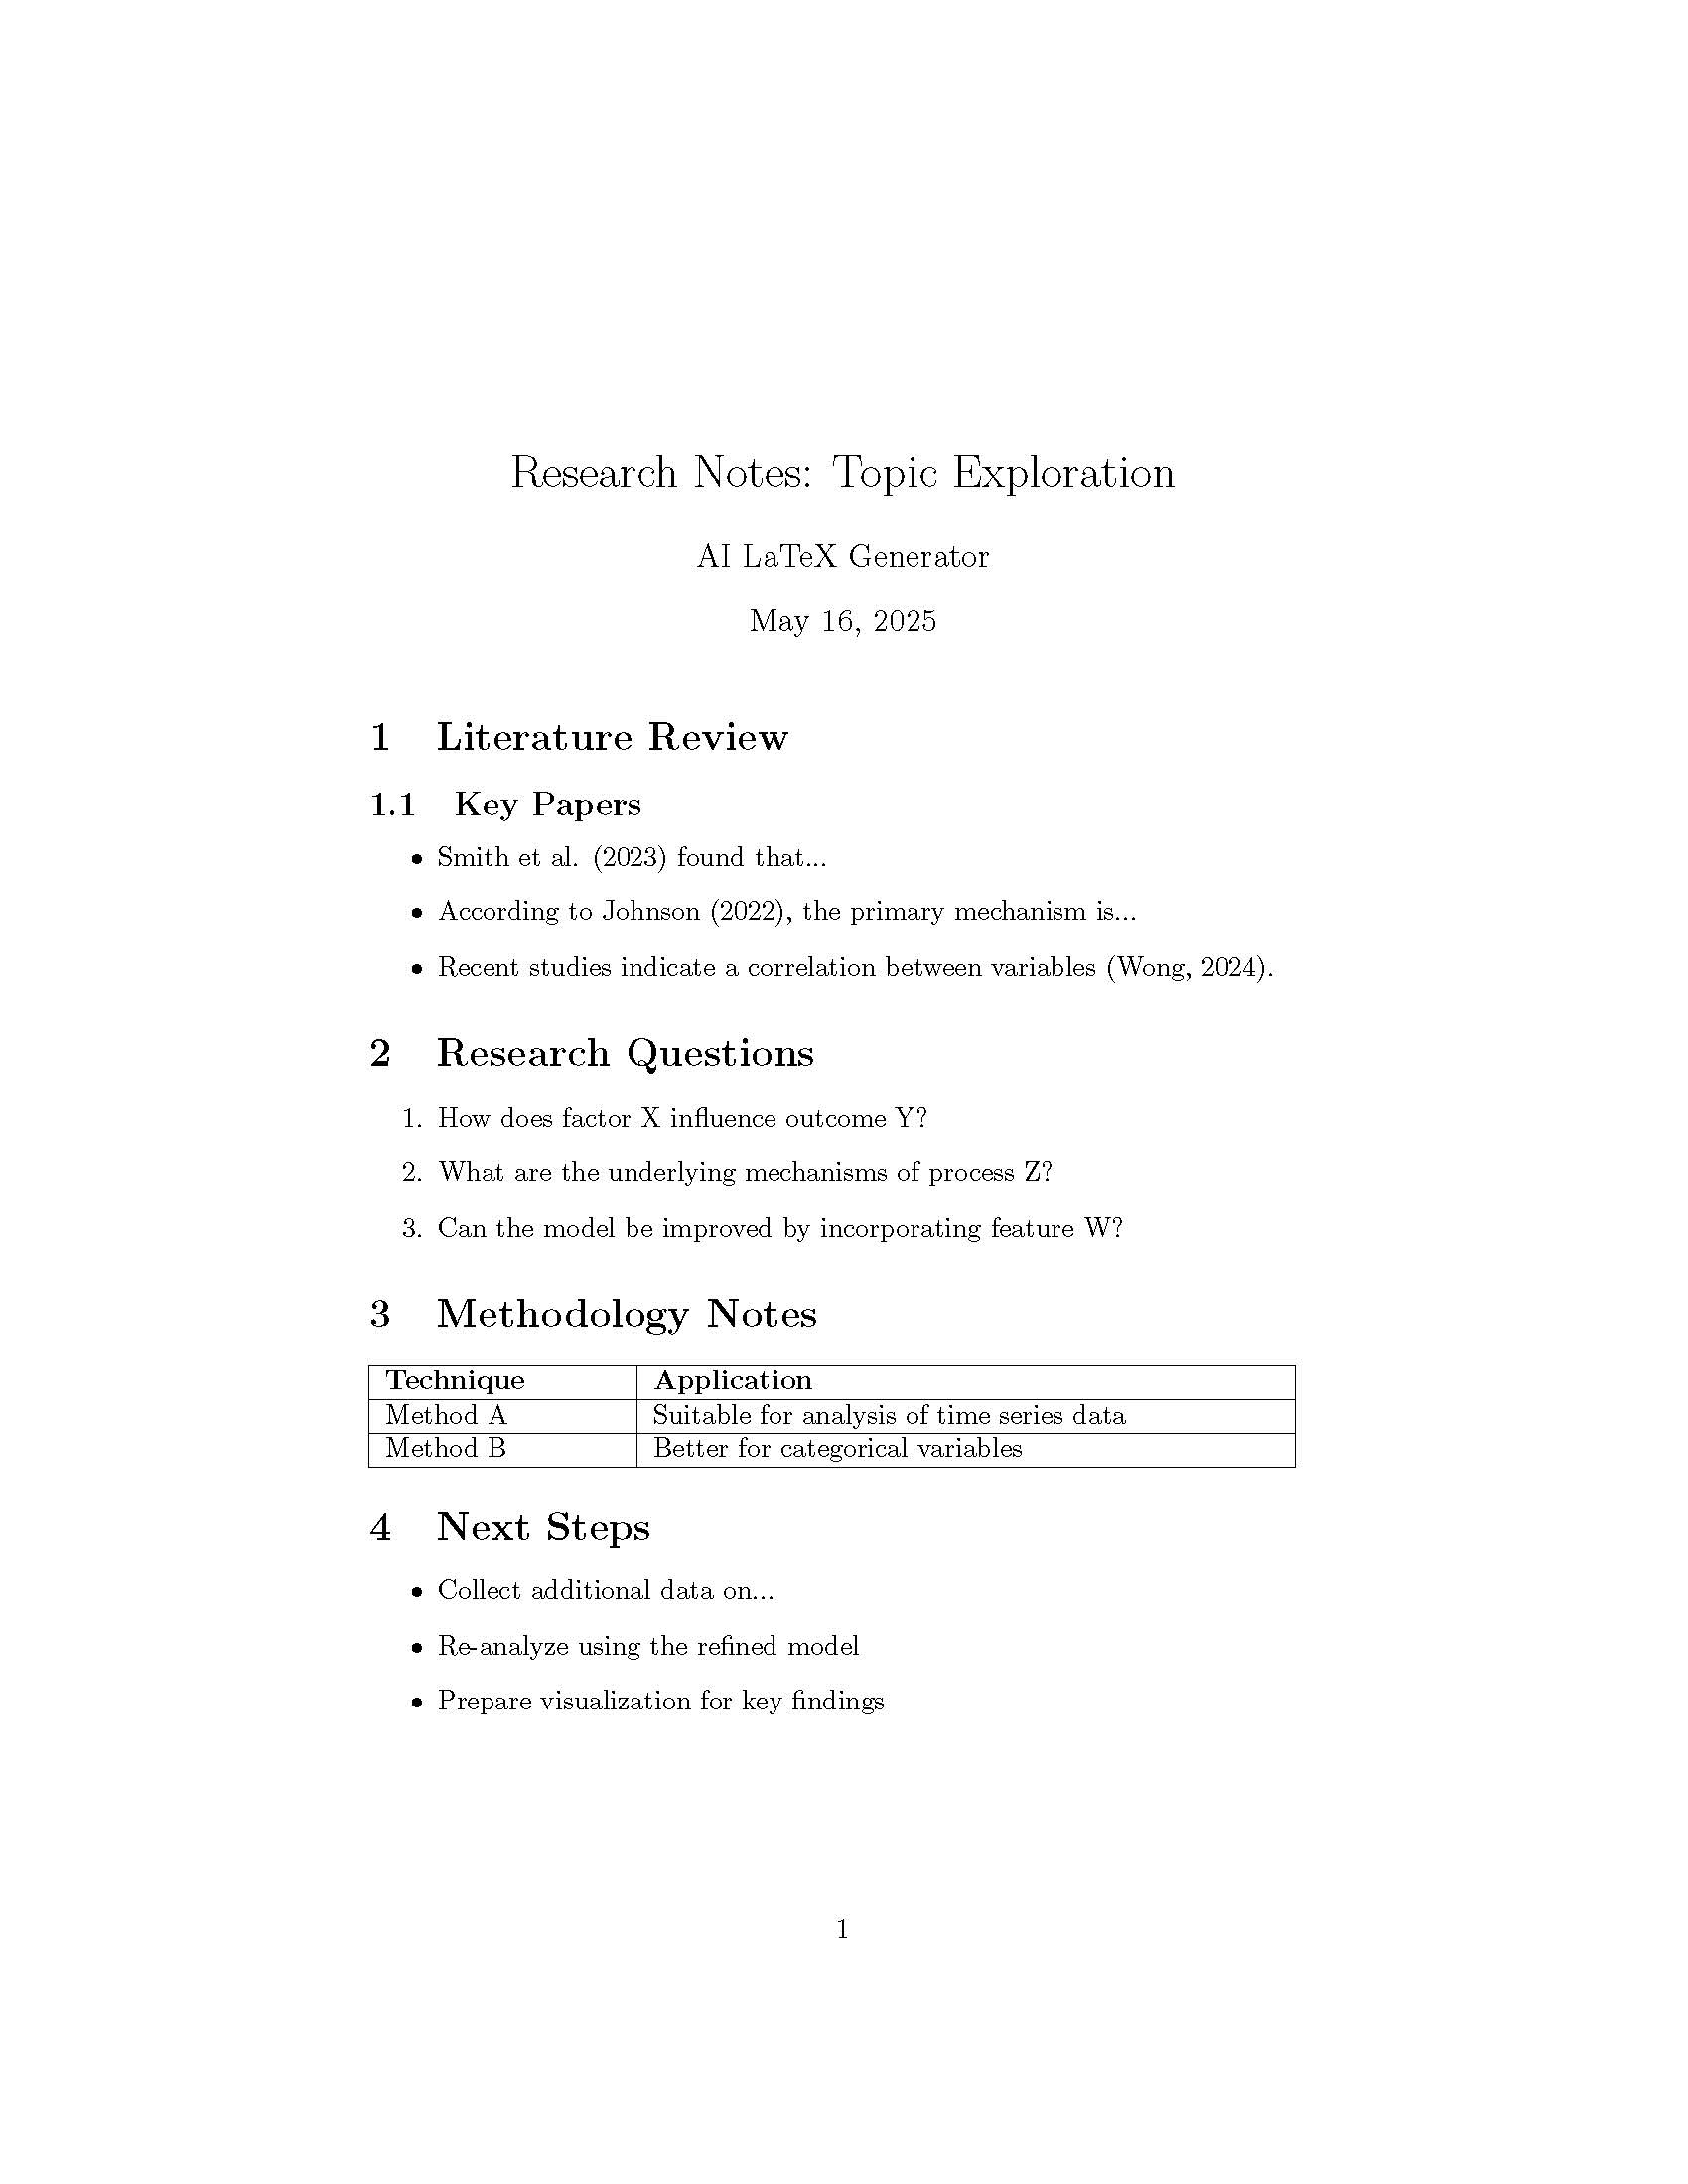 Research Notes: Topic Exploration
AI LaTeX Generator
May 16, 2025
1 Literature Review
1.1 Key Papers
• Smith et al. (2023) found that...
• According to Johnson (2022), the primary mechanism is...
• Recent studies indicate a correlation between variables (Wong, 2024).
2 Research Questions
1. How does factor X influence outcome Y?
2. What are the underlying mechanisms of process Z?
3. Can the model be improved by incorporating feature W?
3 Methodology Notes
Technique Application
Method A Suitable for analysis of time series data
Method B Better for categorical variables
4 Next Steps
• Collect additional data on...
• Re-analyze using the refined model
• Prepare visualization for key findings
1